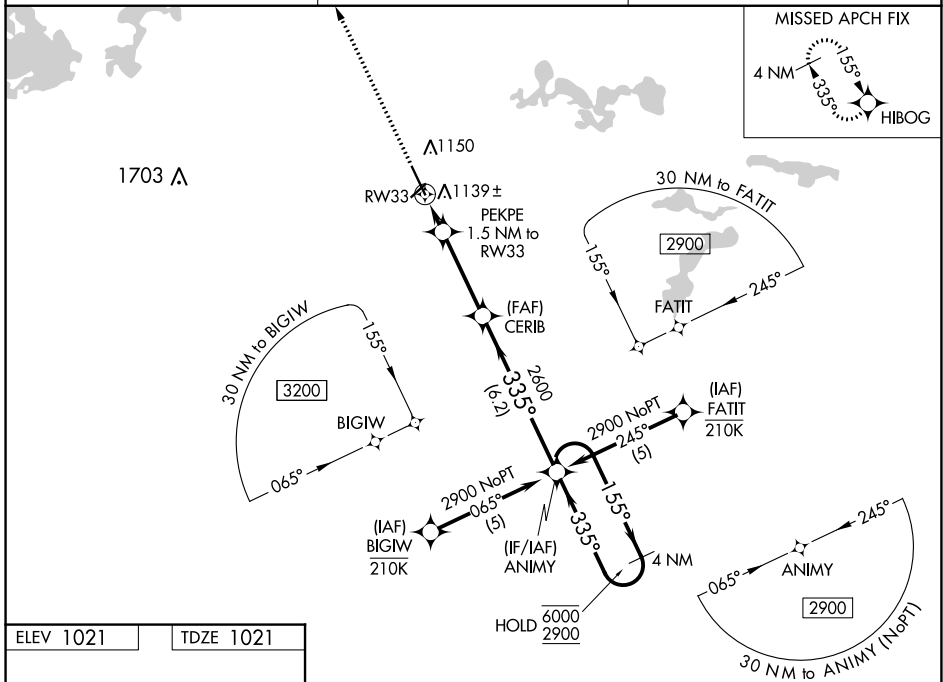 MISSED APCH FIX
4 NM
155°
335°
HIBOG
1150
1703
RW33
1139±
PEKPE
1.5 NM to
RW33
30 NM to FATIT
2900
155°
245°
FATIT
(FAF)
CERIB
30 NM to BIGIW
155°
3200
BIGIW
065°
2600
335°
(6.2)
(IAF)
FATIT
210K
2900 NoPT
245°
(5)
2900 NoPT
065°
(5)
(IAF)
BIGIW
210K
(IF/IAF)
ANIMY
335°
155°
4 NM
HOLD 6000
2900
245°
065°
ANIMY
2900
30 NM to ANIMY (NoPT)
ELEV 1021
TDZE 1021